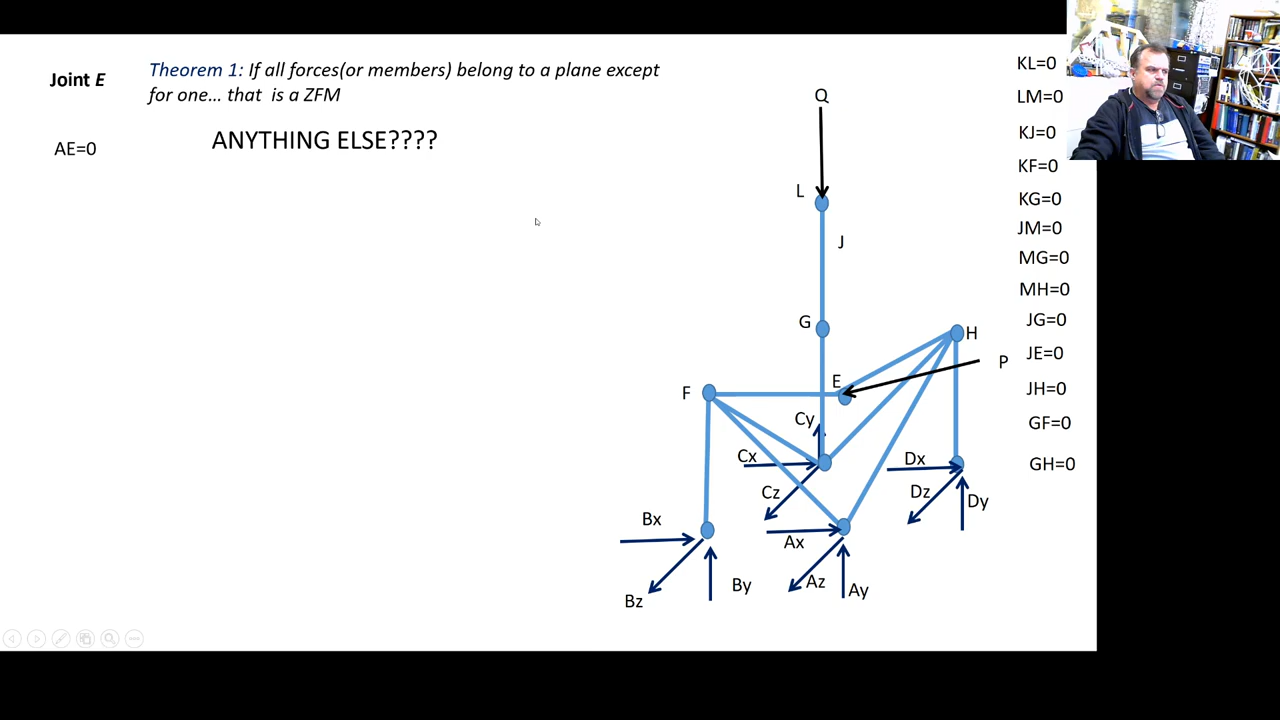 Joint E
Theorem 1: If all forces(or members) belong to a plane except
for one... that is a ZFM
ANYTHING ELSE????
AE=0
Q
L
J
G
H
P
E
F
Cy
Cx
Cz
Dx
Dz
Dy
Bx
Ax
Bz
By
Az
Ay
KL=0
LM=0
KJ=0
KF=0
KG=0
JM=0
MG=0
MH=0
JG=0
JE=0
JH=0
GF=0
GH=0